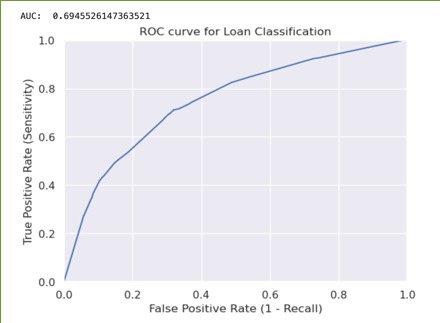 AUC: 0.6945526147363521
ROC curve for Loan Classification
1.0
0.8
0.6
0.4
0.2
0.0
True Positive Rate (Sensitivity)
0.0 0.2 0.4 0.6 0.8 1.0
False Positive Rate (1 - Recall)